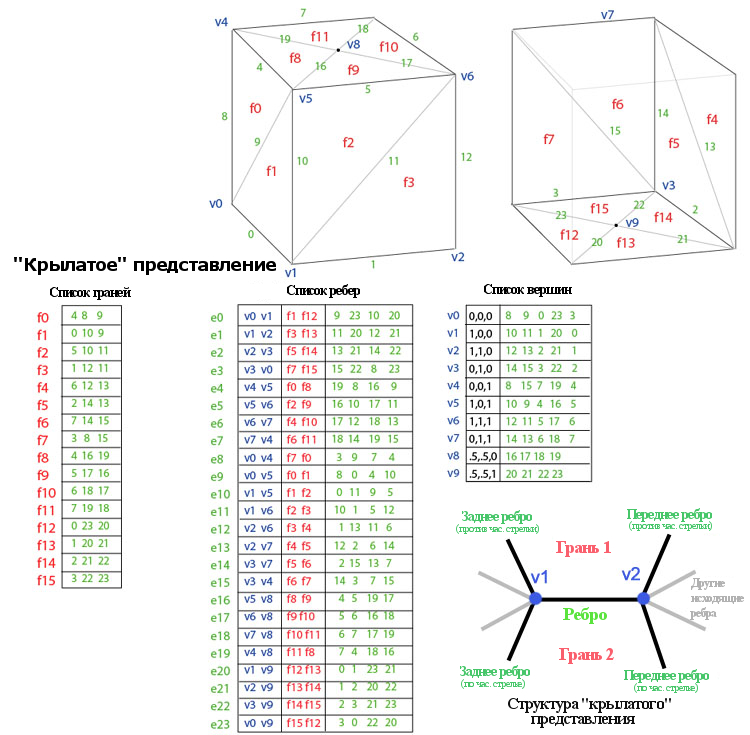 7
v4
18
6
v7
f11
19
v8
f10
f8
16
f9
17
4
v6
v5
5
8
f0
9
f1
10
f2
11
f3
12
v0
0
v1
1
v2
f6
14
f4
15
f5
13
f7
3
v3
23
f15
22
f14
2
v9
f12
20
f13
21
"Крылатое" представление
Список граней
f0 4 8 9
f1 0 10 9
f2 5 10 11
f3 1 12 11
f4 6 12 13
f5 2 14 13
f6 7 14 15
f7 3 8 15
f8 4 16 19
f9 5 17 16
f10 6 18 17
f11 7 19 18
f12 0 23 20
f13 1 20 21
f14 2 21 22
f15 3 22 23
Список ребер
e0 v0 v1 f1 f12 9 23 10 20
e1 v1 v2 f3 f13 11 20 12 21
e2 v2 v3 f5 f14 13 21 14 22
e3 v3 v0 f7 f15 15 22 8 23
e4 v4 v5 f0 f8 19 8 16 9
e5 v5 v6 f2 f9 16 10 17 11
e6 v6 v7 f4 f10 17 12 18 13
e7 v7 v4 f6 f11 18 14 19 15
e8 v0 v4 f7 f0 3 9 7 4
e9 v0 v5 f0 f1 8 0 4 10
e10 v1 v5 f1 f2 0 11 9 5
e11 v1 v6 f2 f3 10 1 5 12
e12 v2 v6 f3 f4 1 13 11 6
e13 v2 v7 f4 f5 12 2 6 14
e14 v3 v7 f5 f6 2 15 13 7
e15 v3 v4 f6 f7 14 3 7 15
e16 v5 v8 f8 f9 4 5 19 17
e17 v6 v8 f9 f10 5 6 16 18
e18 v7 v8 f10 f11 6 7 17 19
e19 v4 v8 f11 f8 7 4 18 16
e20 v1 v9 f12 f13 0 1 23 21
e21 v2 v9 f13 f14 1 2 20 22
e22 v3 v9 f14 f15 2 3 21 23
e23 v0 v9 f15 f12 3 0 22 20
Список вершин
v0 0,0,0 8 9 0 23 3
v1 1,0,0 10 11 1 20 0
v2 1,1,0 12 13 2 21 1
v3 0,1,0 14 15 3 22 2
v4 0,0,1 8 15 7 19 4
v5 1,0,1 10 9 4 16 5
v6 1,1,1 12 11 5 17 6
v7 0,1,1 14 13 6 18 7
v8 .5,.5,0 16 17 18 19
v9 .5,.5,1 20 21 22 23
Заднее ребро
(против час. стрелки)
Переднее ребро
(против час. стрелки)
Грань 1
v1
v2
Другие
исходящие
ребра
Ребро
Грань 2
Заднее ребро
(по час. стрелке)
Переднее ребро
(по час. стрелке)
Структура "крылатого"
представления